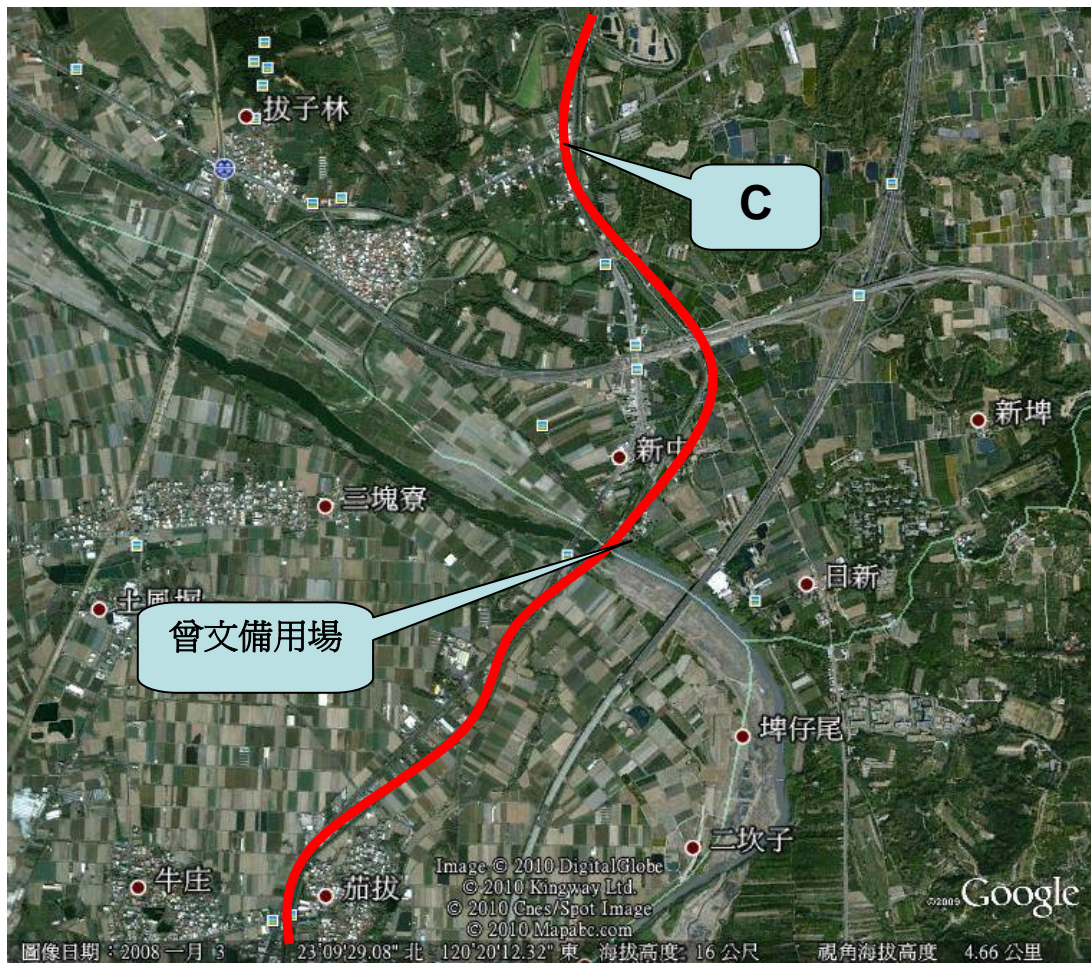 拔子林
C
新埤
新中
三塊寮
日新
土風堀
曾文備用場
埤仔尾
二坎子
牛庄
茄拔
Image © 2010 DigitalGlobe
© 2010 Kingway Ltd.
© 2010 Cnes/Spot Image
© 2010 Mapabc.com
©2009 Google
圖像日期：2008 一月 3 23°09'29.08" 北 120°20'12.32" 東 海拔高度: 16 公尺 視角海拔高度 4.66 公里